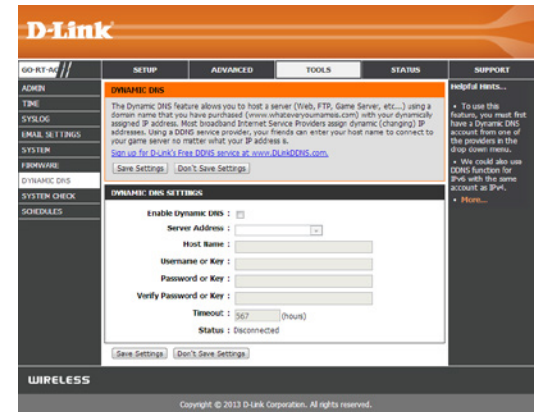 D-Link
GO-RT-AC
SETUP
ADVANCED
TOOLS
STATUS
SUPPORT
ADMIN
TIME
SYSLOG
EMAIL SETTINGS
SYSTEM
FIRMWARE
DYNAMIC DNS
SYSTEM CHECK
SCHEDULES
DYNAMIC DNS
The Dynamic DNS feature allows you to host a server (Web, FTP, Game Server, etc...) using a
domain name that you have purchased (www.whateveryournameis.com) with your dynamically
assigned IP address. Most broadband Internet Service Providers assign dynamic (changing) IP
addresses. Using a DDNS service provider, your friends can enter your host name to connect to
your game server no matter what your IP address is.
Sign up for D-Link's Free DDNS service at www.DLinkDDNS.com.
Save Settings Don't Save Settings
DYNAMIC DNS SETTINGS
Enable Dynamic DNS :
Server Address :
Host Name :
Username or Key :
Password or Key :
Verify Password or Key :
Timeout : 567 (hours)
Status : Disconnected
Save Settings Don't Save Settings
Helpful Hints...
• To use this
feature, you must first
have a Dynamic DNS
account from one of
the providers in the
drop down menu.
• We could also use
DDNS function for
IPv6 with the same
account as IPv4.
• More...
WIRELESS
Copyright © 2013 D-Link Corporation. All rights reserved.